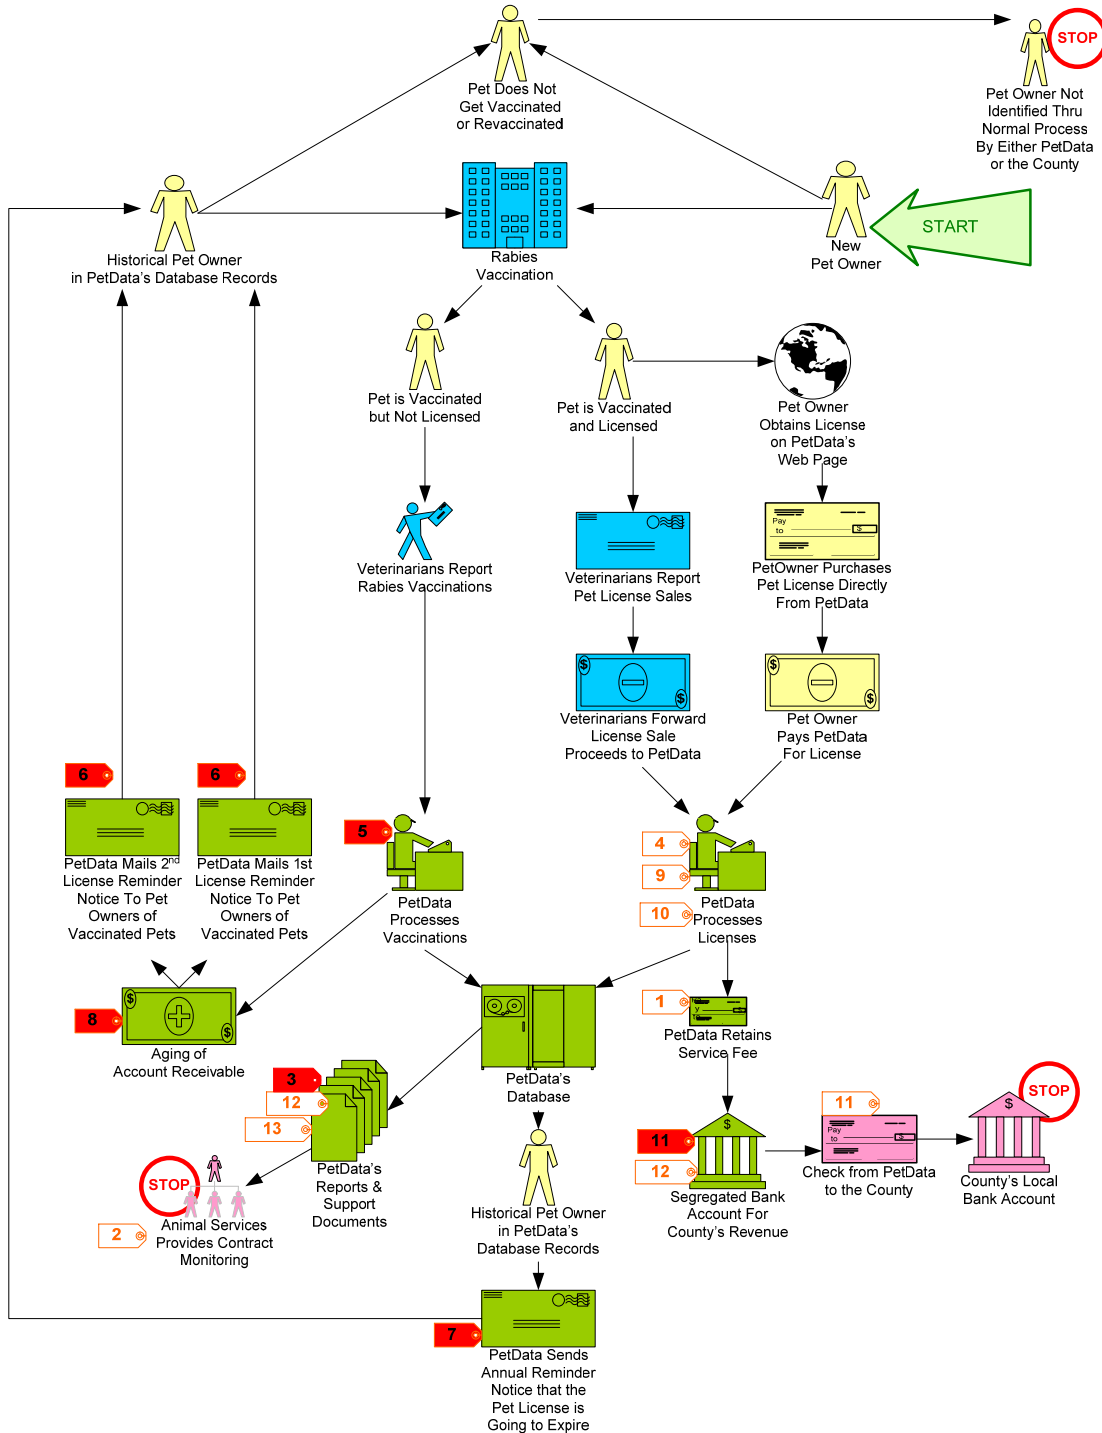 STOP
Pet Does Not
Get Vaccinated
or Revaccinated
Pet Owner Not
Identified Thru
Normal Process
By Either PetData
or the County
START
Historical Pet Owner
in PetData's Database Records
Rabies
Vaccination
New
Pet Owner
Pet is Vaccinated
but Not Licensed
Pet is Vaccinated
and Licensed
Pet Owner
Obtains License
on PetData's
Web Page
Pay
to
$
Veterinarians Report
Rabies Vaccinations
Veterinarians Report
Pet License Sales
PetOwner Purchases
Pet License Directly
From PetData
$
$
$
$
Veterinarians Forward
License Sale
Proceeds to PetData
Pet Owner
Pays PetData
For License
6
6
PetData Mails 2nd
License Reminder
Notice To Pet
Owners of
Vaccinated Pets
PetData Mails 1st
License Reminder
Notice To Pet
Owners of
Vaccinated Pets
5
PetData
Processes
Vaccinations
4
9
10
PetData
Processes
Licenses
8
$
$
Aging of
Account Receivable
1
PetData Retains
Service Fee
PetData's
Database
3
12
13
PetData's
Reports &
Support
Documents
STOP
2
Animal Services
Provides Contract
Monitoring
Historical Pet Owner
in PetData's
Database Records
11
12
$
Segregated Bank
Account For
County's Revenue
11
Pay
to
$
Check from PetData
to the County
STOP
$
County's Local
Bank Account
7
PetData Sends
Annual Reminder
Notice that the
Pet License is
Going to Expire